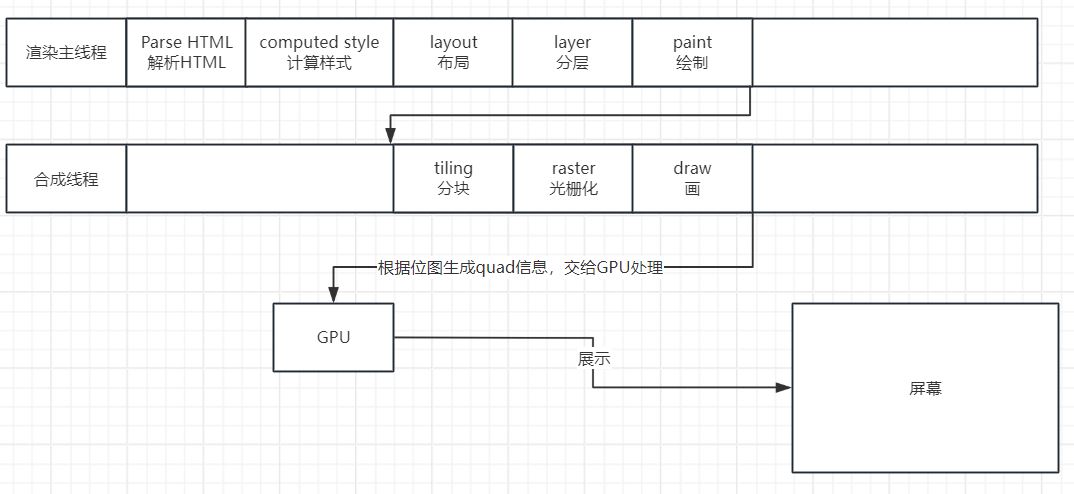 渲染主线程
Parse HTML
解析HTML
computed style
计算样式
layout
布局
layer
分层
paint
绘制
合成线程
tiling
分块
raster
光栅化
draw
画
根据位图生成quad信息，交给GPU处理
GPU
展示
屏幕